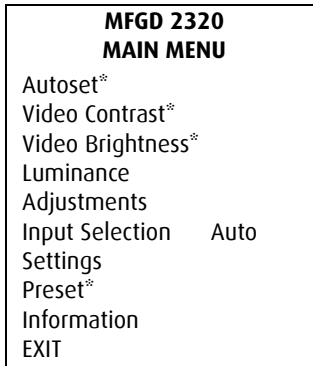 MFGD 2320
MAIN MENU
Autoset*
Video Contrast*
Video Brightness*
Luminance
Adjustments
Input Selection Auto
Settings
Preset*
Information
EXIT